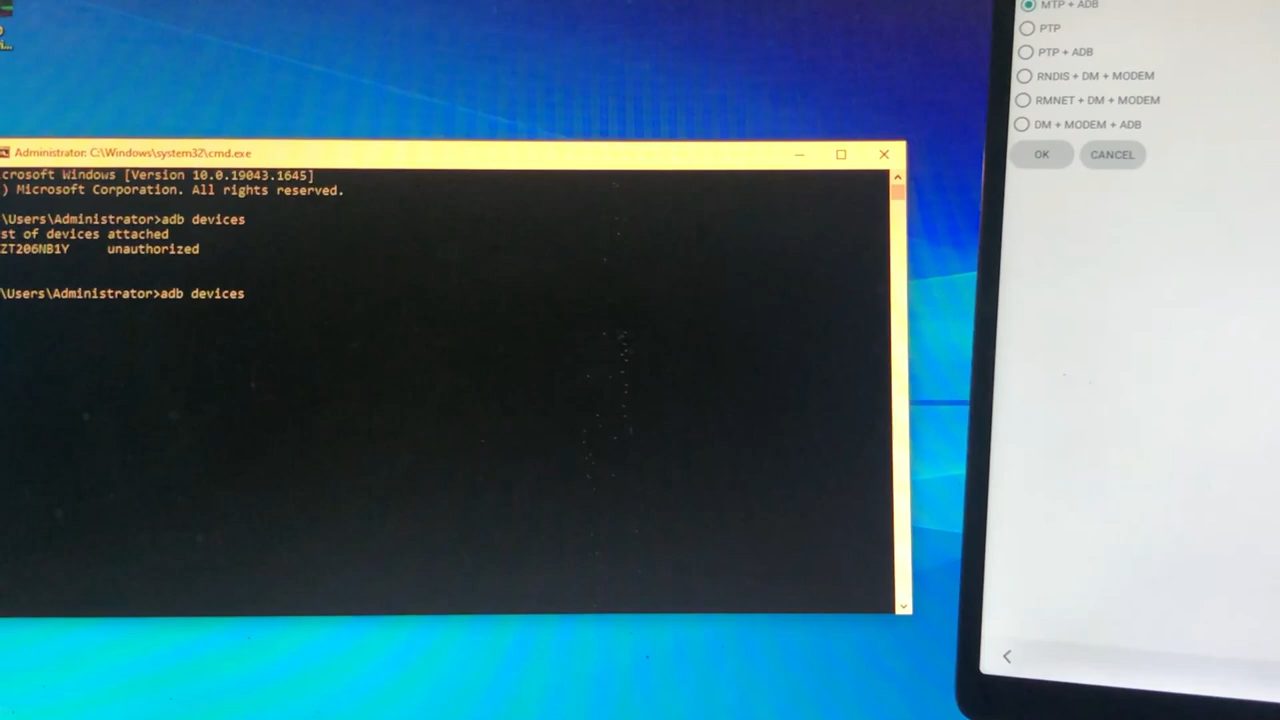 Administrator: C:\Windows\system32\cmd.exe
crosoft Windows [Version 10.0.19043.1645]
) Microsoft Corporation. All rights reserved.
\Users\Administrator>adb devices
st of devices attached
ZT206NB1Y unauthorized
\Users\Administrator>adb devices
MTP + ADB
PTP
PTP + ADB
RNDIS + DM + MODEM
RMNET + DM + MODEM
DM + MODEM + ADB
OK CANCEL